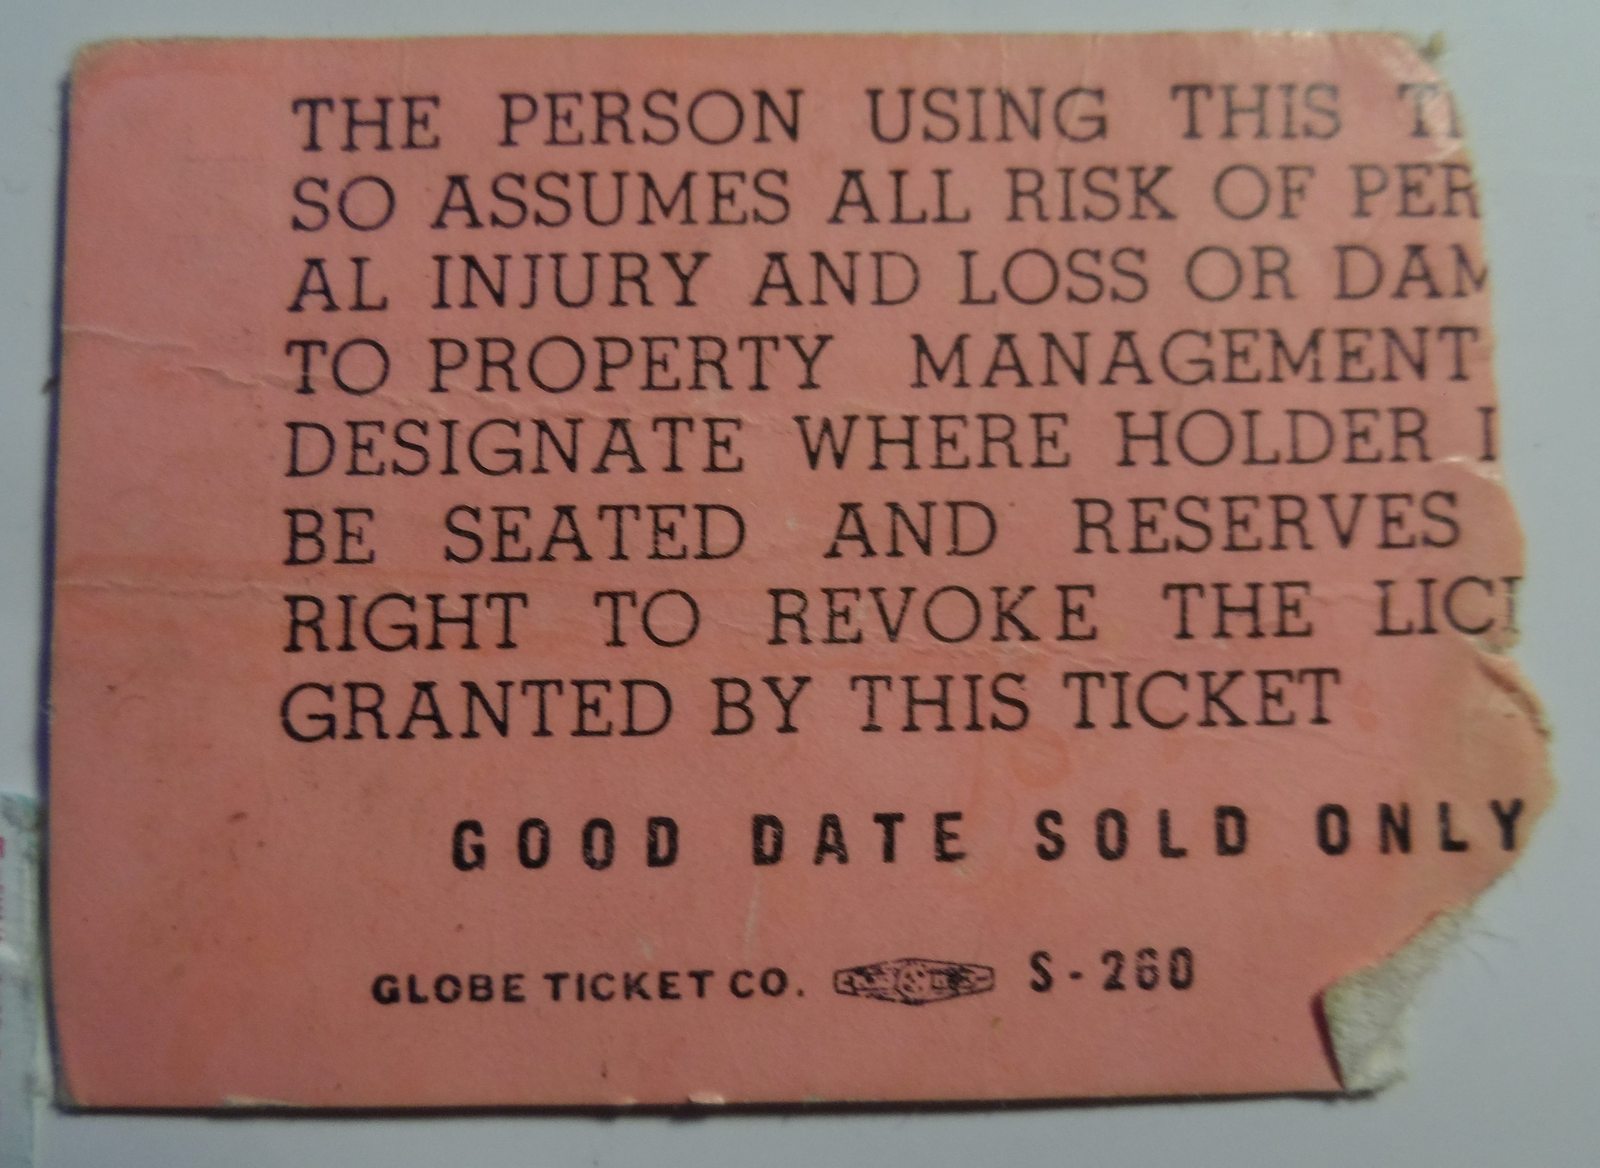 THE PERSON USING THIS TI
SO ASSUMES ALL RISK OF PER
AL INJURY AND LOSS OR DAM
TO PROPERTY MANAGEMENT
DESIGNATE WHERE HOLDER I
BE SEATED AND RESERVES
RIGHT TO REVOKE THE LICE
GRANTED BY THIS TICKET
GOOD DATE SOLD ONLY
GLOBE TICKET CO. S-260